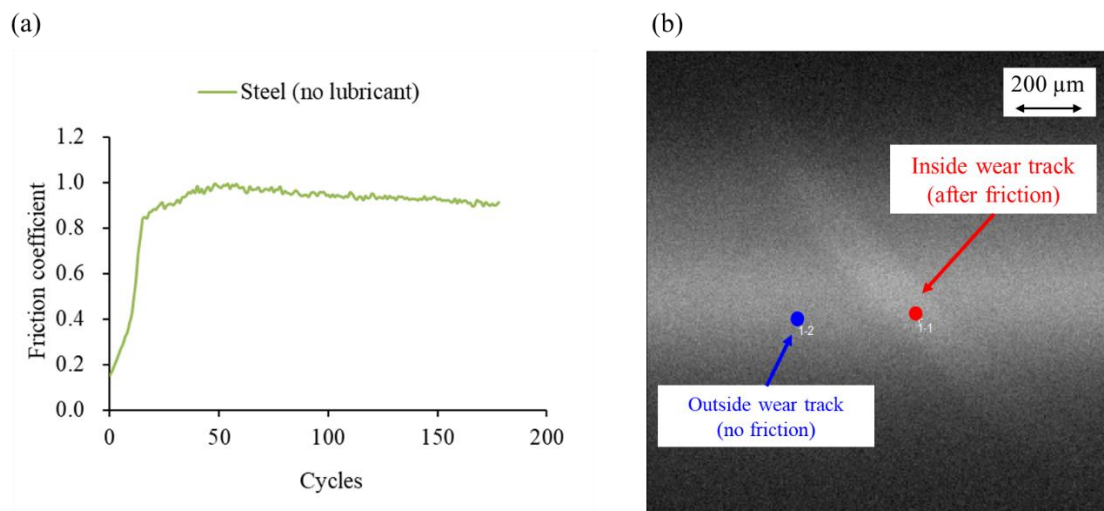 (a)
Steel (no lubricant)
1.2
1.0
0.8
0.6
0.4
0.2
0.0
Friction coefficient
0
50
100
150
200
Cycles
(b)
200 µm
Inside wear track
(after friction)
1-1
1-2
Outside wear track
(no friction)